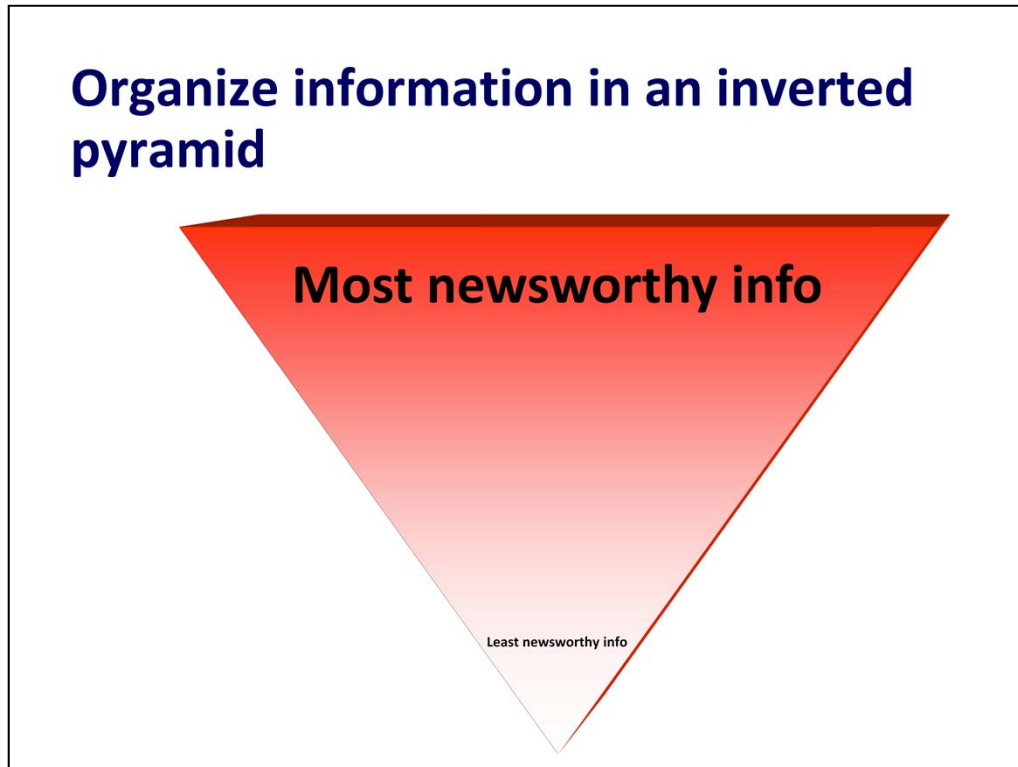 Organize information in an inverted
pyramid
Most newsworthy info
Least newsworthy info